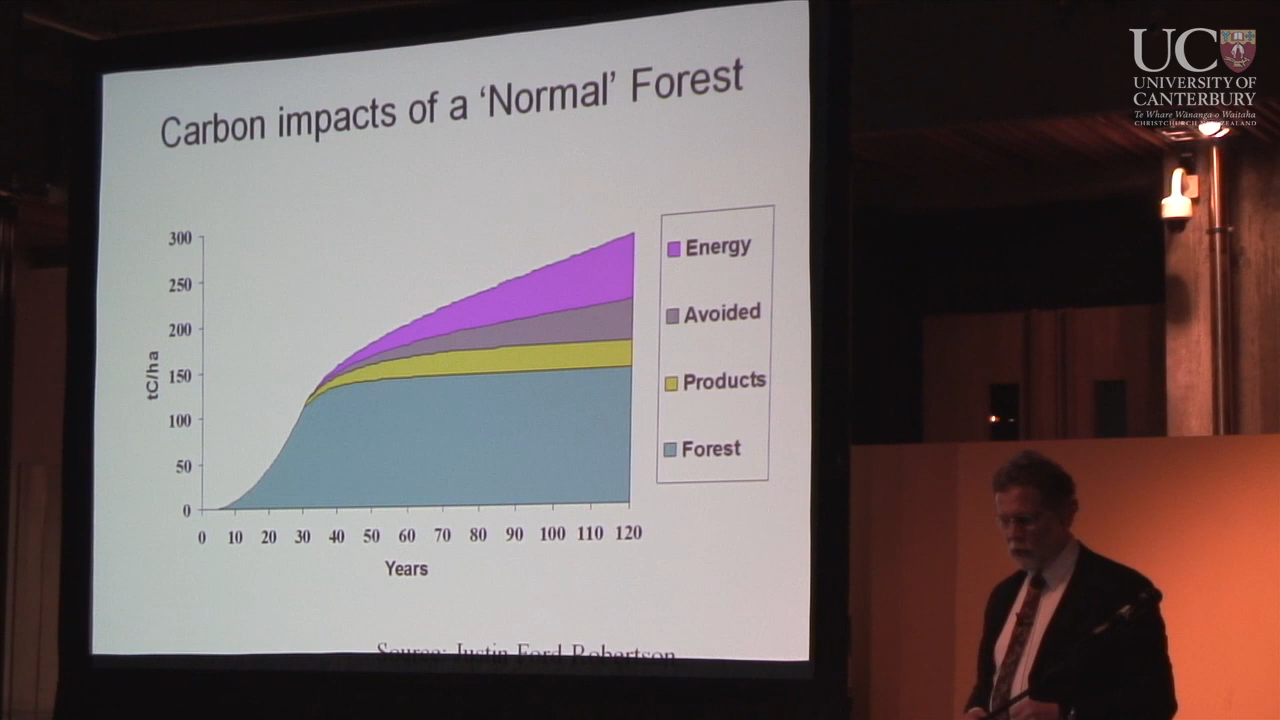 Carbon impacts of a ‘Normal’ Forest
300
250
200
150
100
50
0
tC/ha
0 10 20 30 40 50 60 70 80 90 100 110 120
Years
Energy
Avoided
Products
Forest
Source: Justin Ford Robertson
UC
UNIVERSITY OF
CANTERBURY
Te Whare Wānanga o Waitaha
CHRISTCHURCH NEW ZEALAND